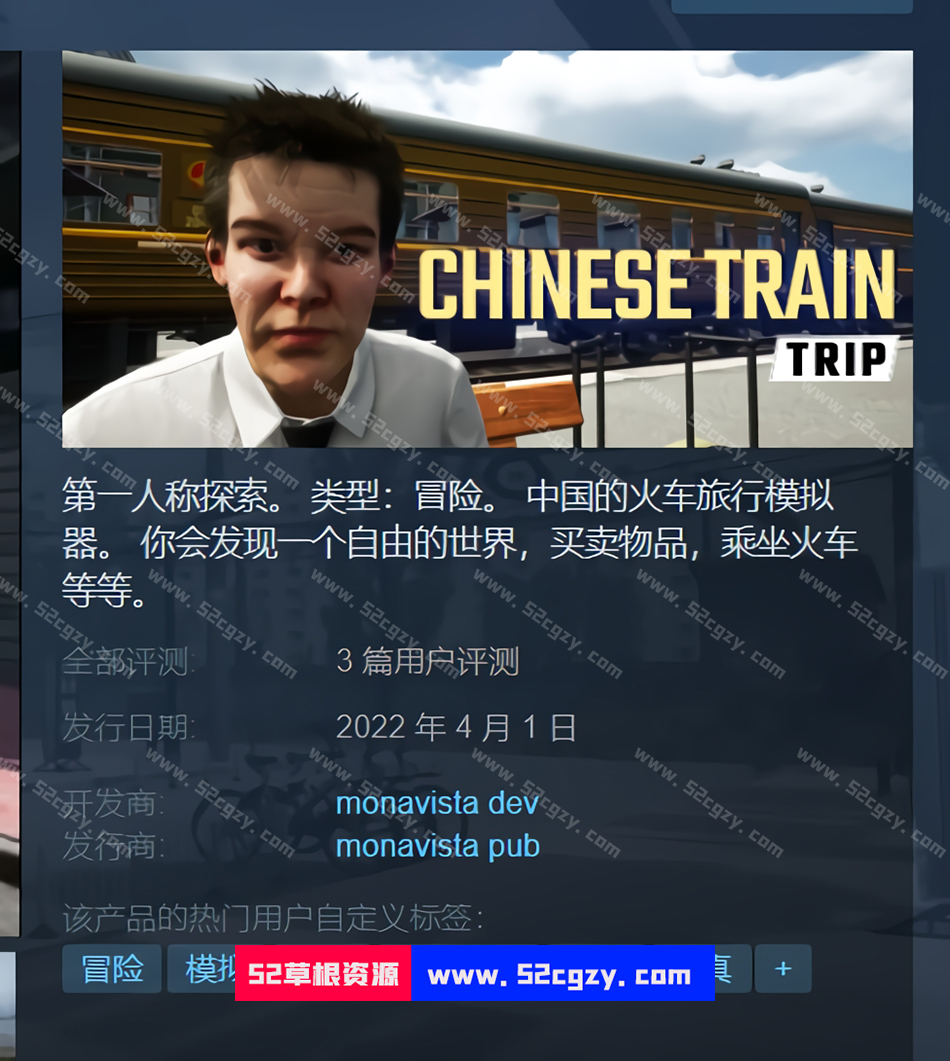 CHINESE TRAIN
TRIP
第一人称探索。 类型：冒险。 中国的火车旅行模拟
器。 你会发现一个自由的世界，买卖物品，乘坐火车
等等。
全部评测: 3 篇用户评测
发行日期: 2022 年 4 月 1 日
开发商: monavista dev
发行商: monavista pub
该产品的热门用户自定义标签:
冒险 模拟 真 +
52草根资源 www.52cgzy.com